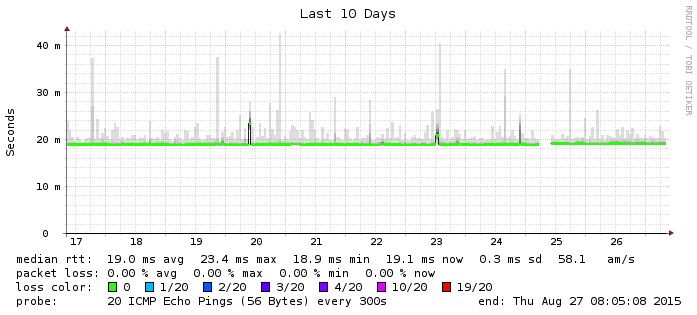 Last 10 Days
RRDTOOL / TOBI OETIKER
Seconds
40 m
30 m
20 m
10 m
0
17 18 19 20 21 22 23 24 25 26
median rtt: 19.0 ms avg 23.4 ms max 18.9 ms min 19.1 ms now 0.3 ms sd 58.1 am/s
packet loss: 0.00 % avg 0.00 % max 0.00 % min 0.00 % now
loss color: 0 1/20 2/20 3/20 4/20 10/20 19/20
probe: 20 ICMP Echo Pings (56 Bytes) every 300s end: Thu Aug 27 08:05:08 2015